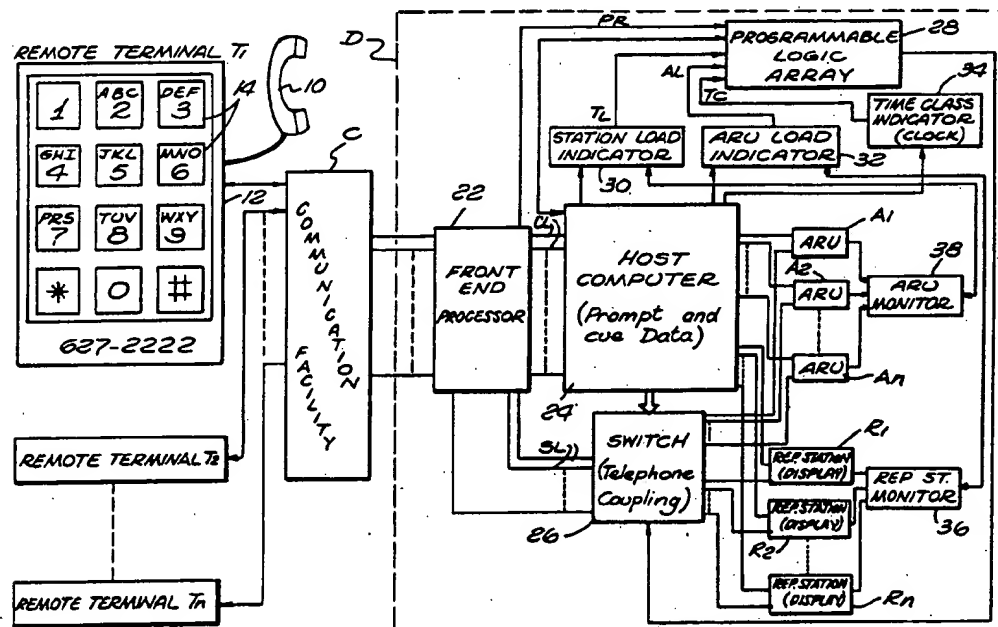 REMOTE TERMINAL T1
1
ABC
2
DEF
3
14
GHI
4
JKL
5
MNO
6
PRS
7
TUV
8
WXY
9
*
0
#
627-2222
10
12
C
COMMUNICATION FACILITY
REMOTE TERMINAL T2
REMOTE TERMINAL Tn
D
PR
PROGRAMMABLE
LOGIC
ARRAY
28
AL
TC
TL
34
TIME CLASS
INDICATOR
(CLOCK)
STATION LOAD
INDICATOR
30
ARU LOAD
INDICATOR
32
22
FRONT
END
PROCESSOR
CL
HOST
COMPUTER
(Prompt and
cue Data)
24
A1
ARU
A2
ARU
ARU
An
38
ARU
MONITOR
SL
SWITCH
(Telephone
Coupling)
26
R1
REP STATION
(DISPLAY)
REP. STATION
(DISPLAY)
R2
REP. STATION
(DISPLAY)
Rn
REP ST.
MONITOR
36